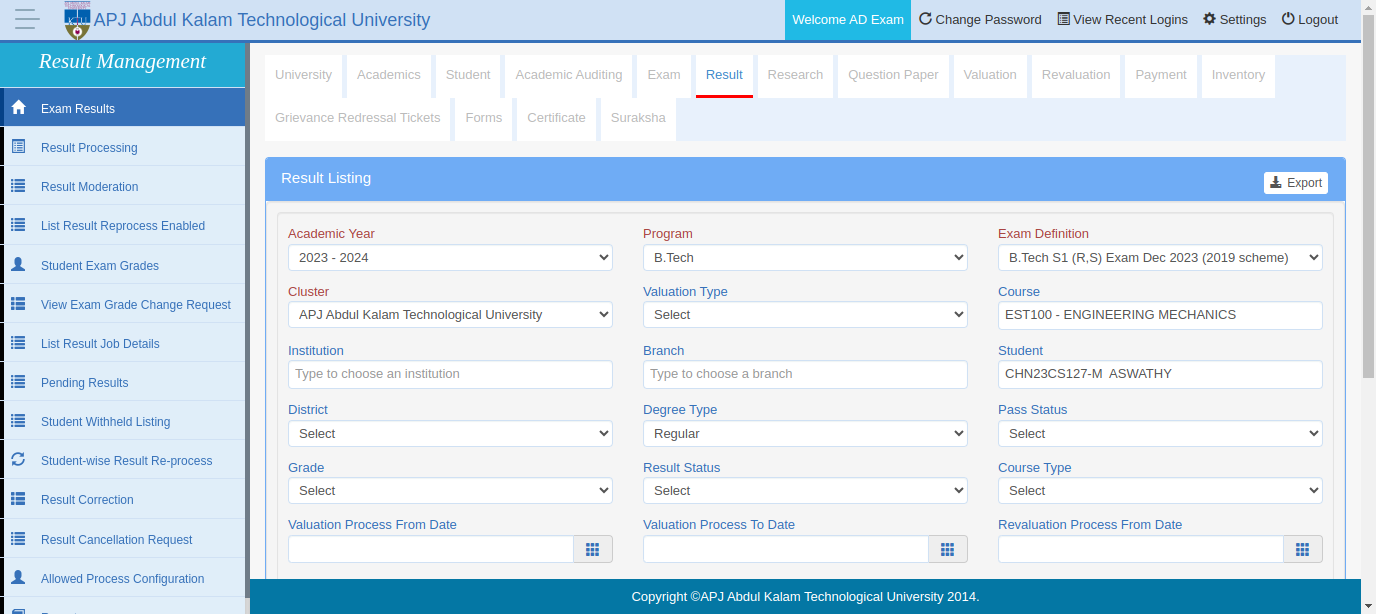 APJ Abdul Kalam Technological University
Welcome AD Exam Change Password View Recent Logins Settings Logout
Result Management
Exam Results
Result Processing
Result Moderation
List Result Reprocess Enabled
Student Exam Grades
View Exam Grade Change Request
List Result Job Details
Pending Results
Student Withheld Listing
Student-wise Result Re-process
Result Correction
Result Cancellation Request
Allowed Process Configuration
University Academics Student Academic Auditing Exam Result Research Question Paper Valuation Revaluation Payment Inventory
Grievance Redressal Tickets Forms Certificate Suraksha
Result Listing
Export
Academic Year Program Exam Definition
2023 - 2024 B.Tech B.Tech S1 (R,S) Exam Dec 2023 (2019 scheme)
Cluster Valuation Type Course
APJ Abdul Kalam Technological University Select EST100 - ENGINEERING MECHANICS
Institution Branch Student
Type to choose an institution Type to choose a branch CHN23CS127-M ASWATHY
District Degree Type Pass Status
Select Regular Select
Grade Result Status Course Type
Select Select Select
Valuation Process From Date Valuation Process To Date Revaluation Process From Date
Copyright ©APJ Abdul Kalam Technological University 2014.